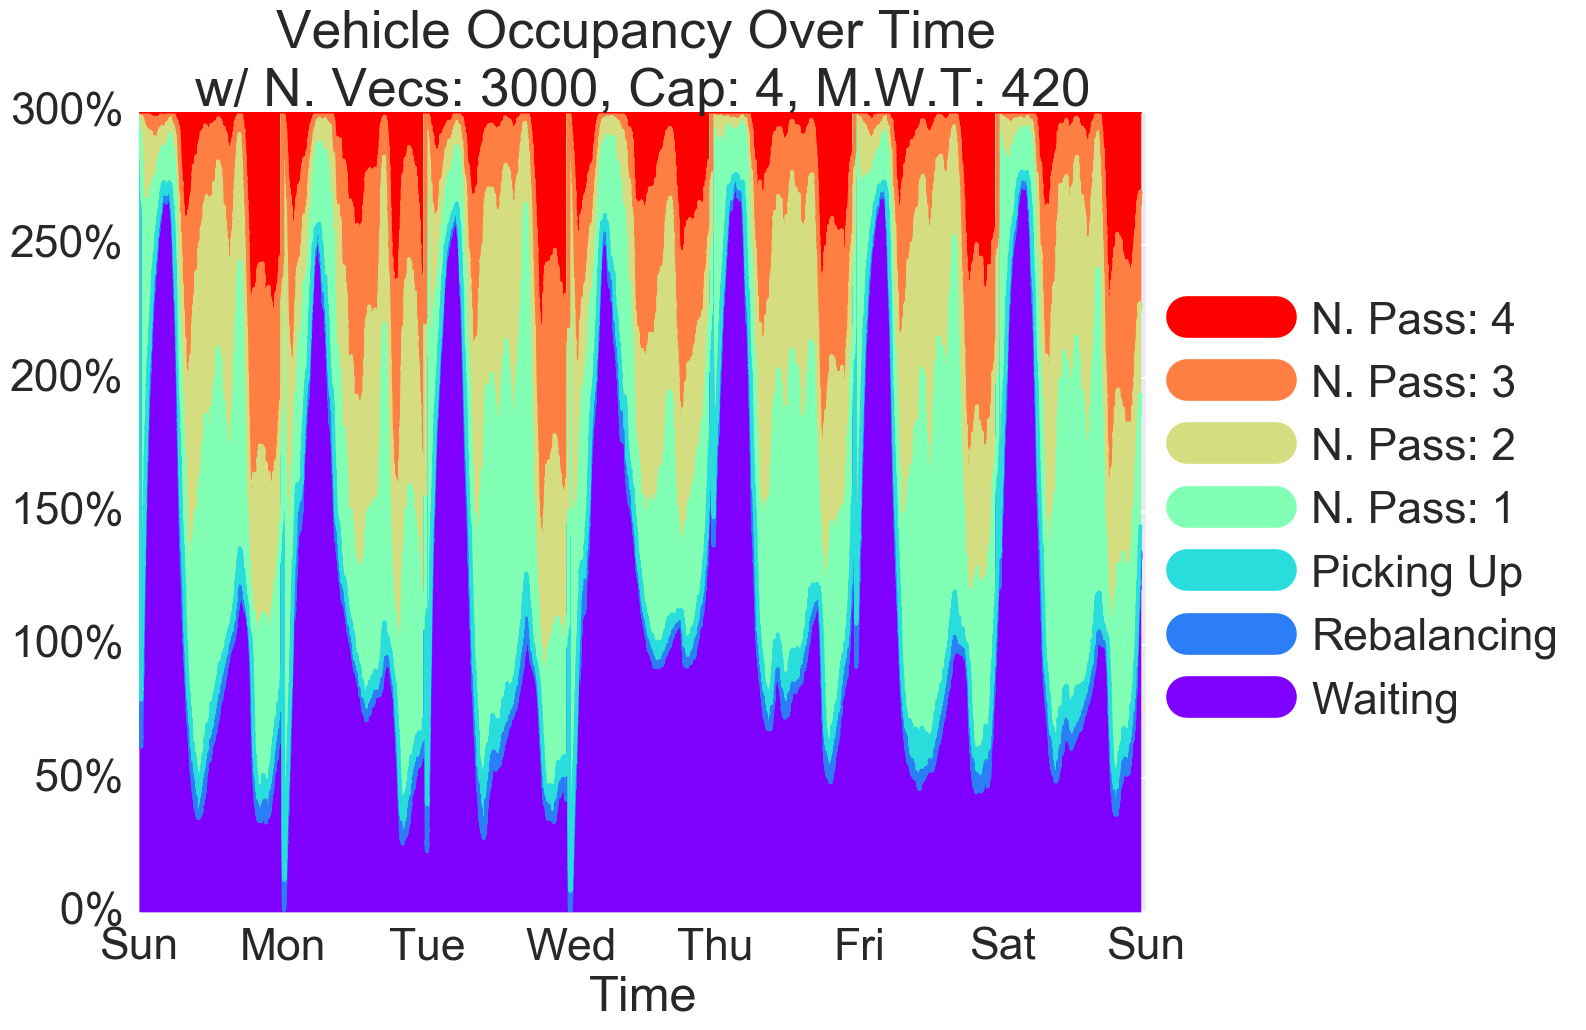 Vehicle Occupancy Over Time
w/ N. Vecs: 3000, Cap: 4, M.W.T: 420
300%
250%
200%
150%
100%
50%
0%
Sun Mon Tue Wed Thu Fri Sat Sun
Time
N. Pass: 4
N. Pass: 3
N. Pass: 2
N. Pass: 1
Picking Up
Rebalancing
Waiting